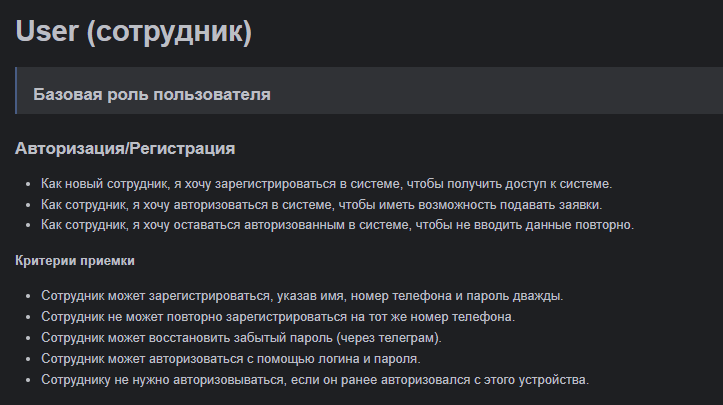 User (сотрудник)
Базовая роль пользователя
Авторизация/Регистрация
• Как новый сотрудник, я хочу зарегистрироваться в системе, чтобы получить доступ к системе.
• Как сотрудник, я хочу авторизоваться в системе, чтобы иметь возможность подавать заявки.
• Как сотрудник, я хочу оставаться авторизованным в системе, чтобы не вводить данные повторно.
Критерии приемки
• Сотрудник может зарегистрироваться, указав имя, номер телефона и пароль дважды.
• Сотрудник не может повторно зарегистрироваться на тот же номер телефона.
• Сотрудник может восстановить забытый пароль (через телеграм).
• Сотрудник может авторизоваться с помощью логина и пароля.
• Сотруднику не нужно авторизовываться, если он ранее авторизовался с этого устройства.